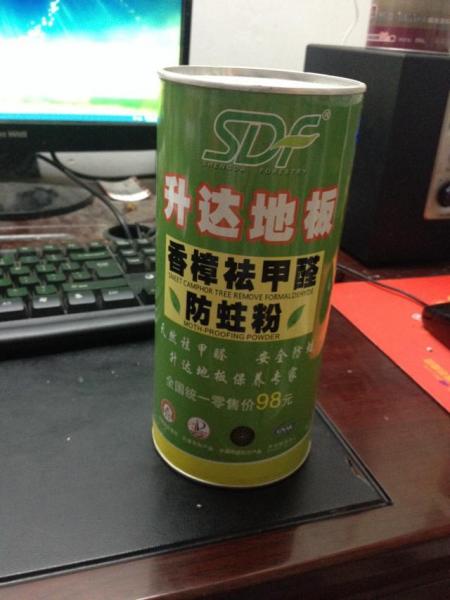 SDF®
SHENGDA FORESTRY
升达地板
香樟祛甲醛
SWEET CAMPHOR TREE REMOVE FORMALDEHYDE
防蛀粉
MOTH-PROOFING POWDER
天然祛甲醛 安全防蛀
升达地板保养专家
全国统一零售价98元